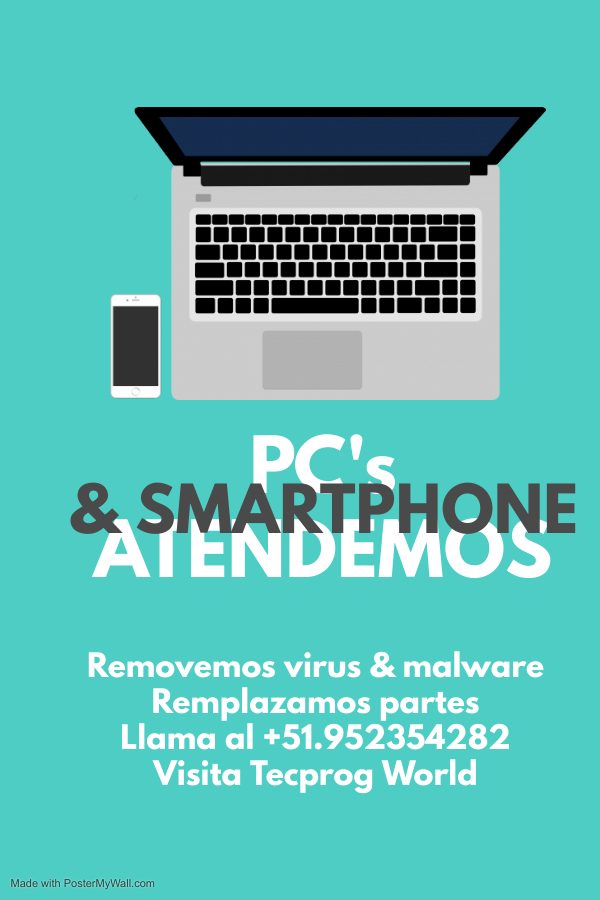 PC's
& SMARTPHONE
ATENDEMOS
Removemos virus & malware
Remplazamos partes
Llama al +51.952354282
Visita Tecprog World
Made with PosterMyWall.com